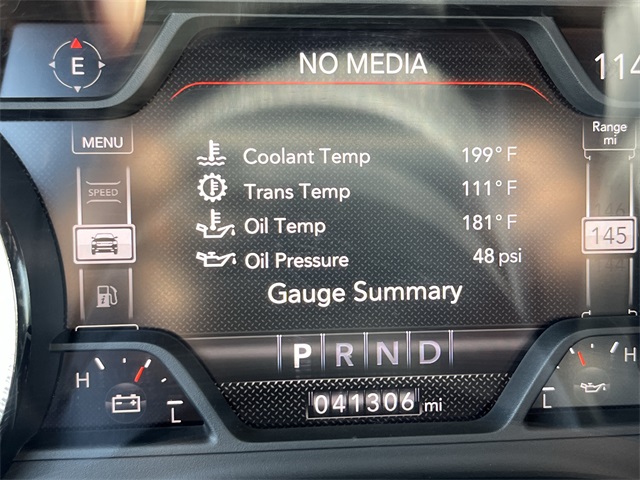 E
NO MEDIA
114
MENU
Range
mi
SPEED
Coolant Temp 199°F
Trans Temp 111°F
Oil Temp 181°F
Oil Pressure 48 psi
145
Gauge Summary
P R N D
H
L
H
L
041306 mi